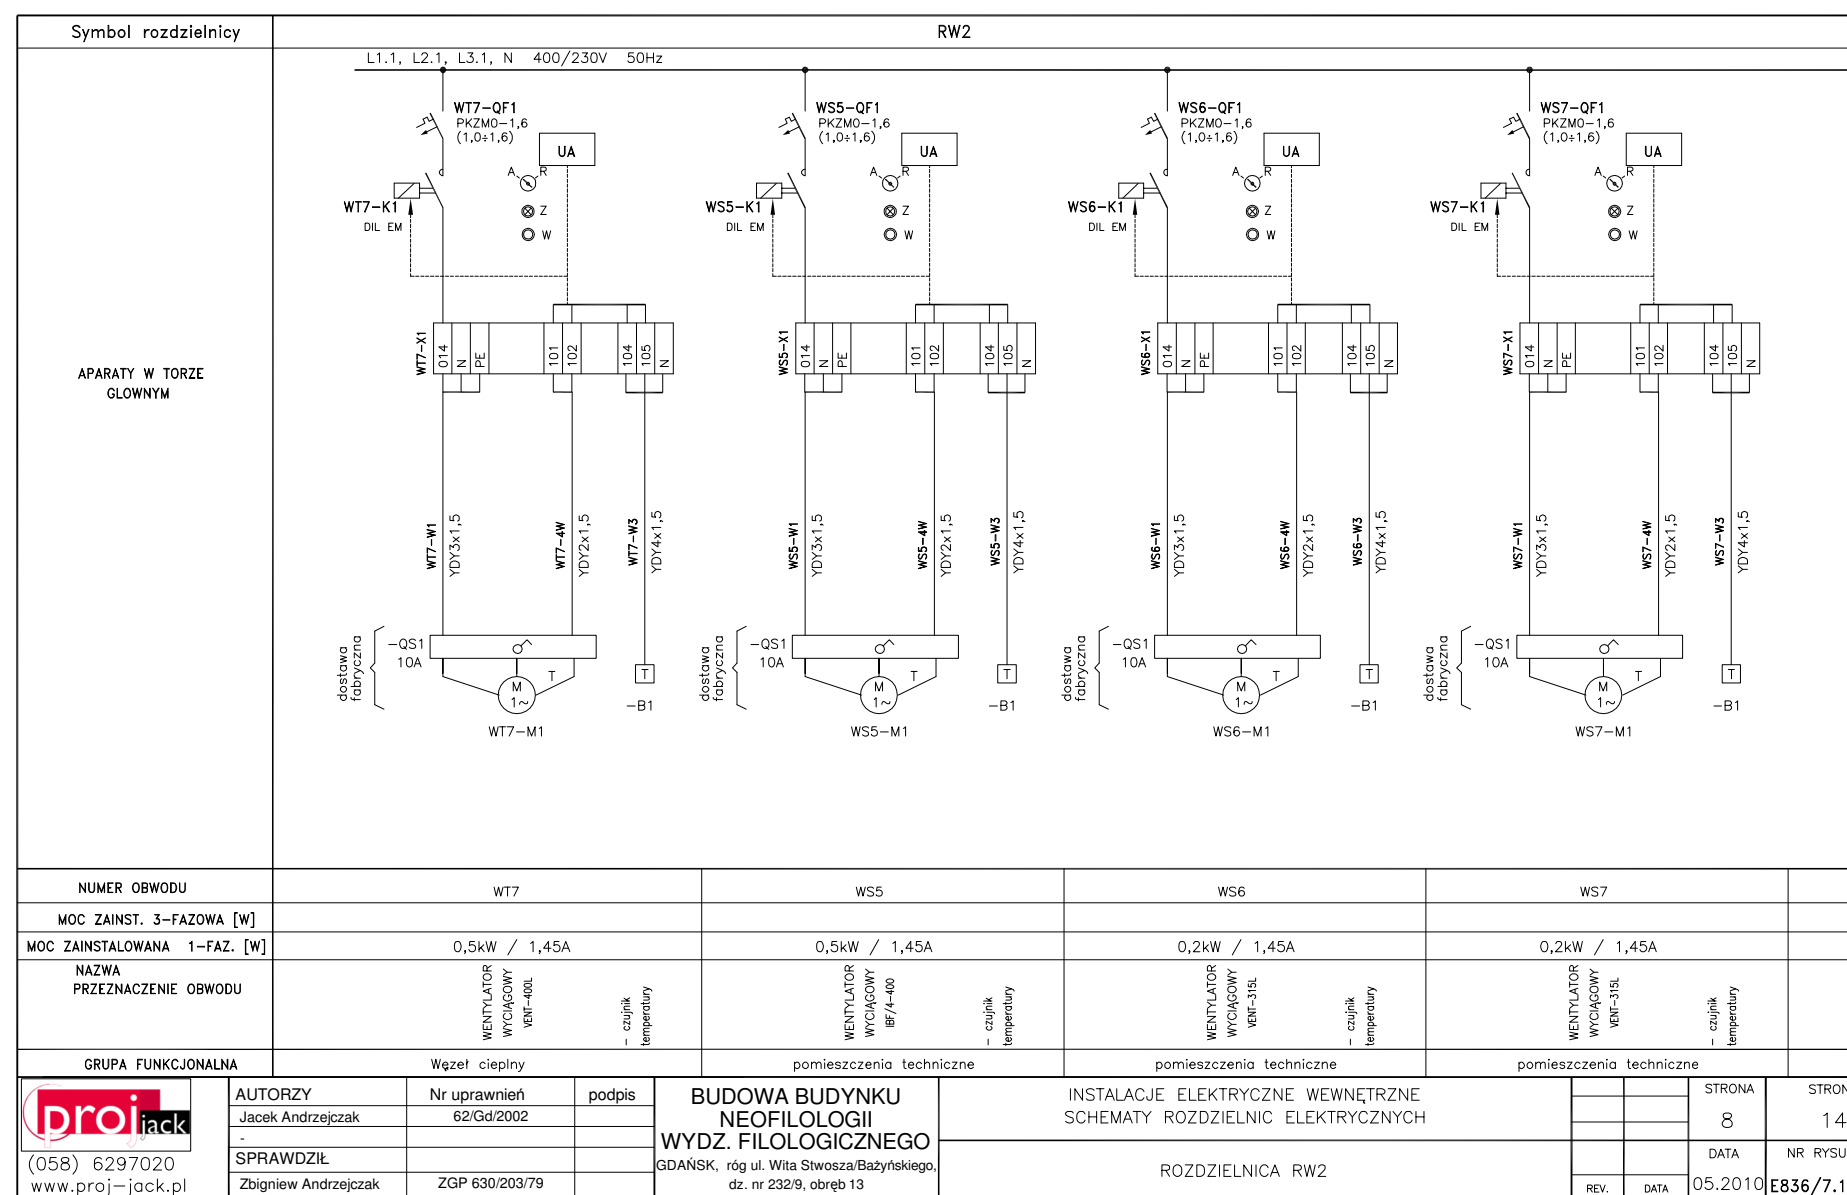 Symbol rozdzielnicy
RW2
L1.1, L2.1, L3.1, N 400/230V 50Hz
APARATY W TORZE
GLOWNYM
WT7-QF1
PKZM0-1,6
(1,0÷1,6)
UA
A
R
WT7-K1
DIL EM
Z
W
WT7-X1
014
N
PE
101
102
104
105
N
WT7-W1
YDY3x1,5
WT7-4W
YDY2x1,5
WT7-W3
YDY4x1,5
dostawa
fabryczna
-QS1
10A
T
M
1~
T
-B1
WT7-M1
WS5-QF1
PKZM0-1,6
(1,0÷1,6)
UA
A
R
WS5-K1
DIL EM
Z
W
WS5-X1
014
N
PE
101
102
104
105
N
WS5-W1
YDY3x1,5
WS5-4W
YDY2x1,5
WS5-W3
YDY4x1,5
dostawa
fabryczna
-QS1
10A
T
M
1~
T
-B1
WS5-M1
WS6-QF1
PKZM0-1,6
(1,0÷1,6)
UA
A
R
WS6-K1
DIL EM
Z
W
WS6-X1
014
N
PE
101
102
104
105
N
WS6-W1
YDY3x1,5
WS6-4W
YDY2x1,5
WS6-W3
YDY4x1,5
dostawa
fabryczna
-QS1
10A
T
M
1~
T
-B1
WS6-M1
WS7-QF1
PKZM0-1,6
(1,0÷1,6)
UA
A
R
WS7-K1
DIL EM
Z
W
WS7-X1
014
N
PE
101
102
104
105
N
WS7-W1
YDY3x1,5
WS7-4W
YDY2x1,5
WS7-W3
YDY4x1,5
dostawa
fabryczna
-QS1
10A
T
M
1~
T
-B1
WS7-M1
NUMER OBWODU WT7 WS5 WS6 WS7
MOC ZAINST. 3-FAZOWA [W]
MOC ZAINSTALOWANA 1-FAZ. [W] 0,5kW / 1,45A 0,5kW / 1,45A 0,2kW / 1,45A 0,2kW / 1,45A
NAZWA
PRZEZNACZENIE OBWODU
WENTYLATOR
WYCIĄGOWY
VENT-400L
- czujnik
temperatury
WENTYLATOR
WYCIĄGOWY
IBF/4-400
- czujnik
temperatury
WENTYLATOR
WYCIĄGOWY
VENT-315L
- czujnik
temperatury
WENTYLATOR
WYCIĄGOWY
VENT-315L
- czujnik
temperatury
GRUPA FUNKCJONALNA Węzeł cieplny pomieszczenia techniczne pomieszczenia techniczne pomieszczenia techniczne
proj jack
(058) 6297020
www.proj-jack.pl
AUTORZY Nr uprawnień podpis
Jacek Andrzejczak 62/Gd/2002
-
SPRAWDZIŁ
Zbigniew Andrzejczak ZGP 630/203/79
BUDOWA BUDYNKU
NEOFILOLOGII
WYDZ. FILOLOGICZNEGO
GDAŃSK, róg ul. Wita Stwosza/Bażyńskiego,
dz. nr 232/9, obręb 13
INSTALACJE ELEKTRYCZNE WEWNĘTRZNE
SCHEMATY ROZDZIELNIC ELEKTRYCZNYCH
ROZDZIELNICA RW2
REV. DATA
STRONA
8
DATA
05.2010
STRON
14
NR RYSU
E836/7.1